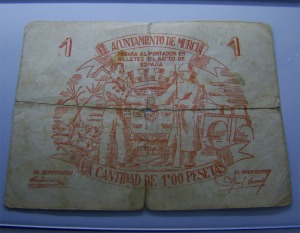 1 EL AYUNTAMIENTO DE MURCIA 1
PAGARA AL PORTADOR EN
BILLETES DEL BANCO DE
ESPAÑA
LA CANTIDAD DE 1'00 PESETAS
EL DEPOSITARIO
EL INTERVENTOR